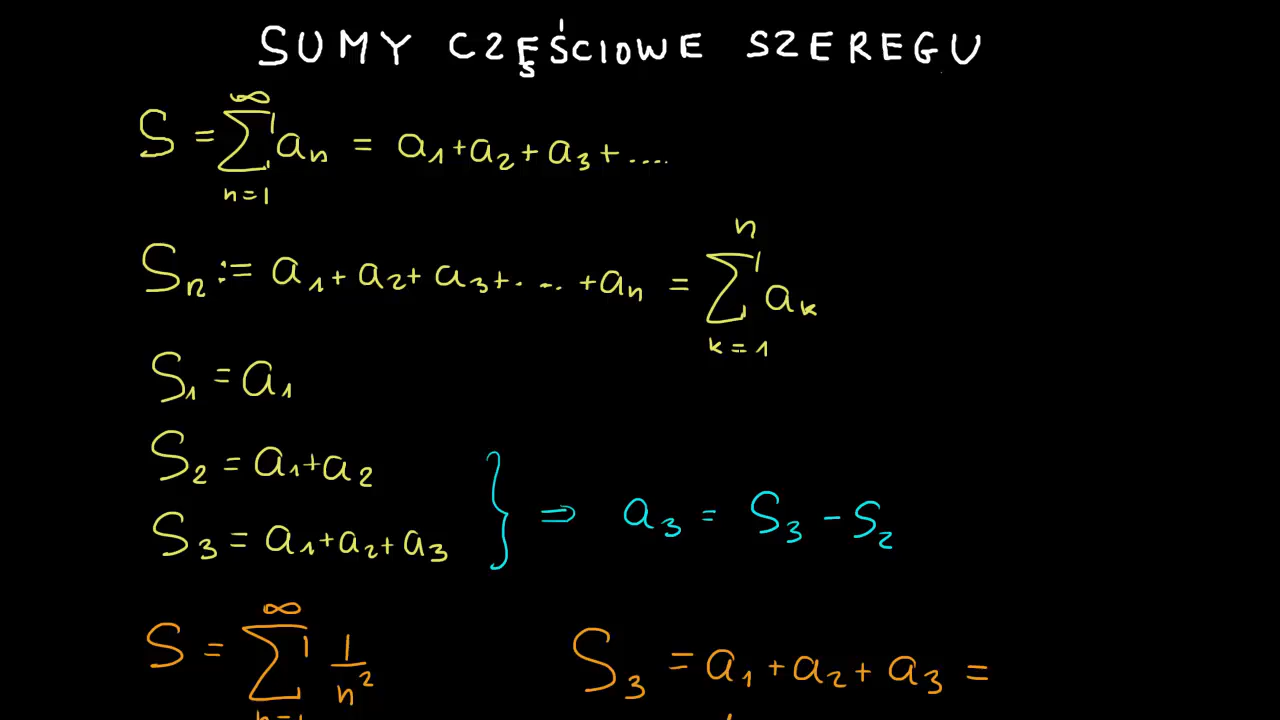 SUMY CZĘŚCIOWE SZEREGU
S = ∑_{n=1}^{∞} a_n = a_1 + a_2 + a_3 + ....
S_n := a_1 + a_2 + a_3 + .... + a_n = ∑_{k=1}^{n} a_k
S_1 = a_1
S_2 = a_1 + a_2
S_3 = a_1 + a_2 + a_3 } ⇒ a_3 = S_3 - S_2
S = ∑_{n=1}^{∞} 1/n^2 S_3 = a_1 + a_2 + a_3 =